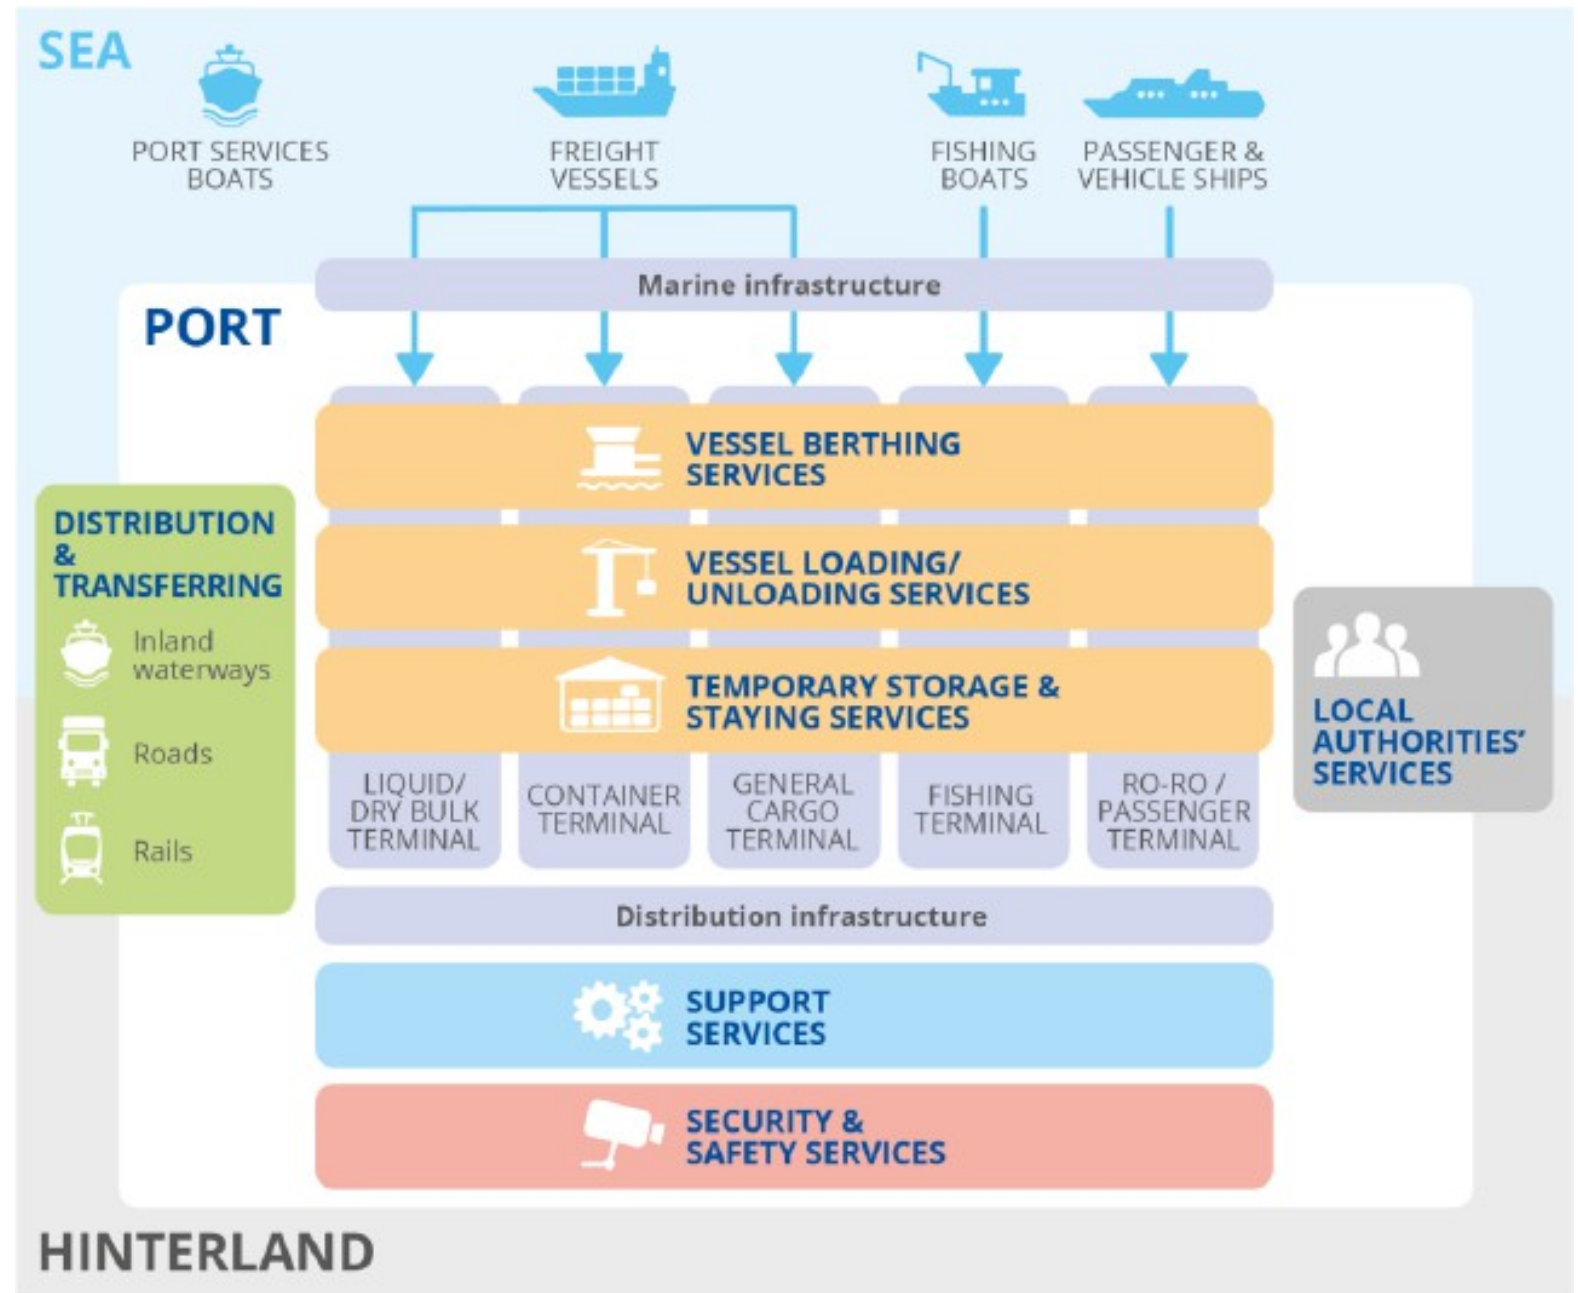 SEA
PORT SERVICES
BOATS
FREIGHT
VESSELS
FISHING
BOATS
PASSENGER &
VEHICLE SHIPS
Marine infrastructure
PORT
VESSEL BERTHING
SERVICES
VESSEL LOADING/
UNLOADING SERVICES
TEMPORARY STORAGE &
STAYING SERVICES
DISTRIBUTION
&
TRANSFERRING
Inland
waterways
Roads
Rails
LOCAL
AUTHORITIES’
SERVICES
LIQUID/
DRY BULK
TERMINAL
CONTAINER
TERMINAL
GENERAL
CARGO
TERMINAL
FISHING
TERMINAL
RO-RO /
PASSENGER
TERMINAL
Distribution infrastructure
SUPPORT
SERVICES
SECURITY &
SAFETY SERVICES
HINTERLAND